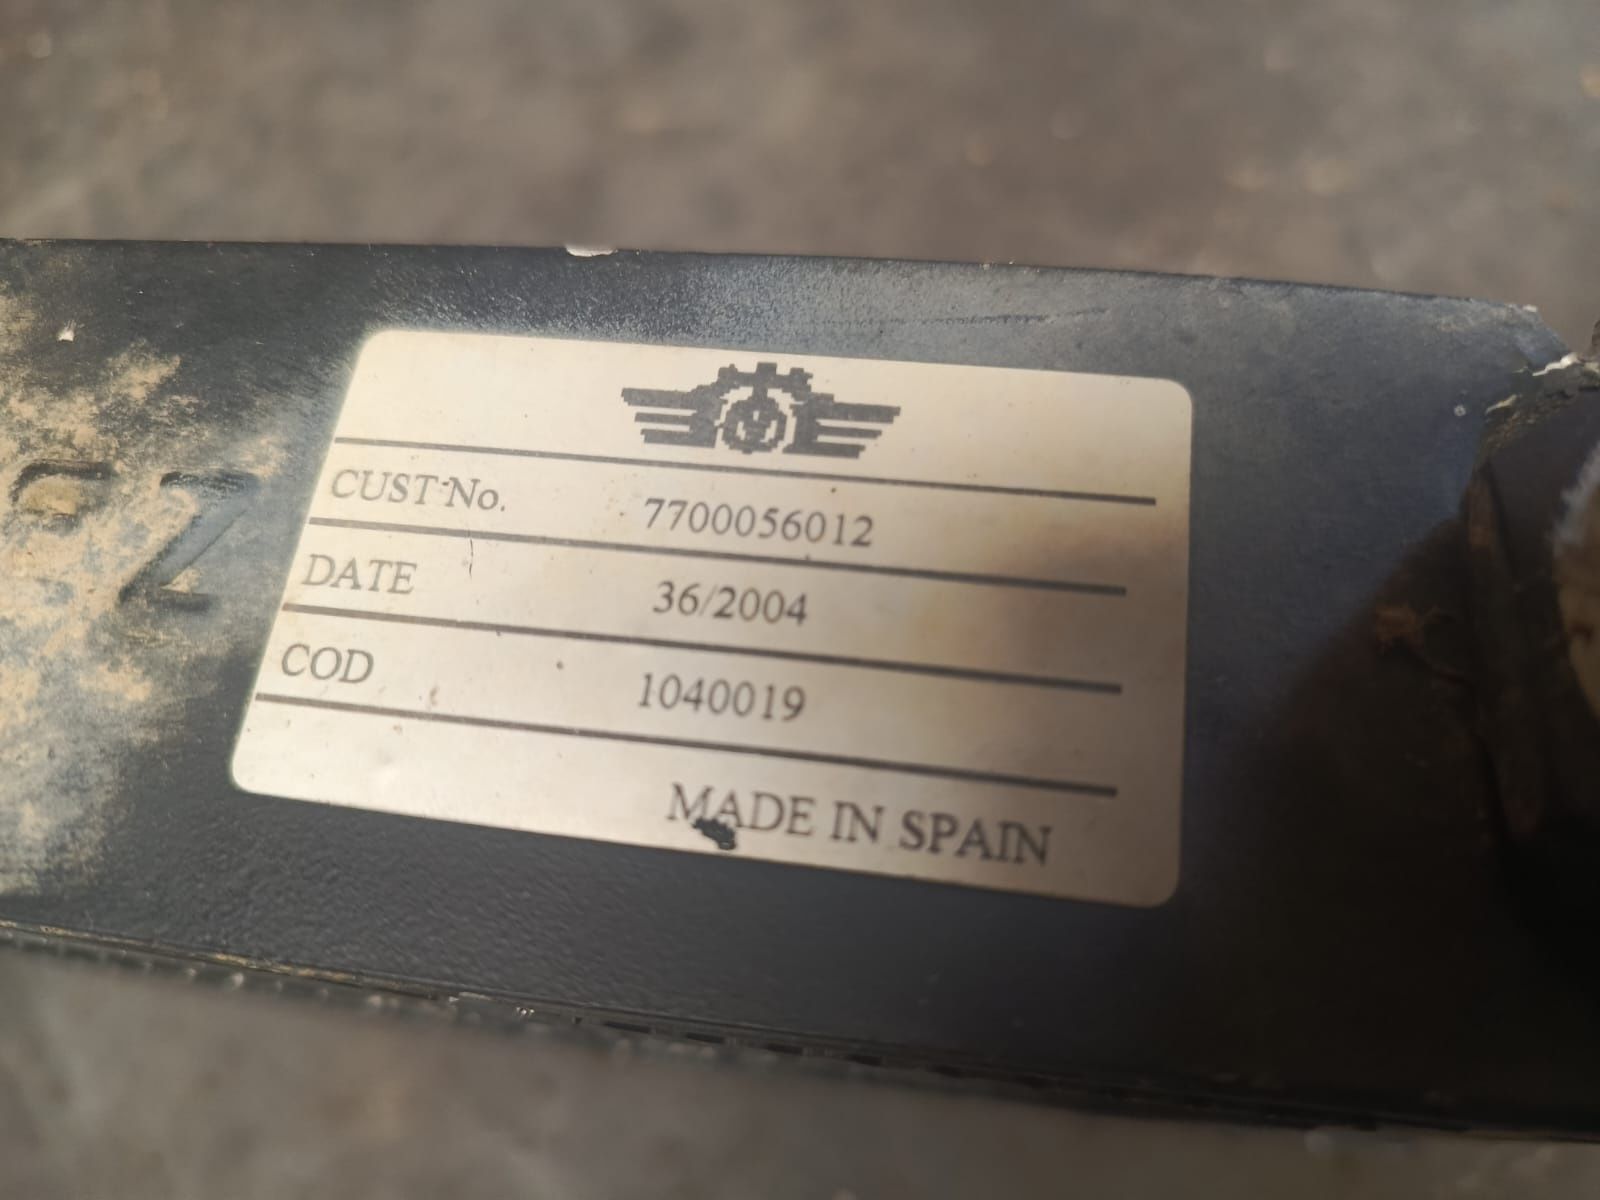 CUST No. 7700056012
DATE 36/2004
COD 1040019
MADE IN SPAIN